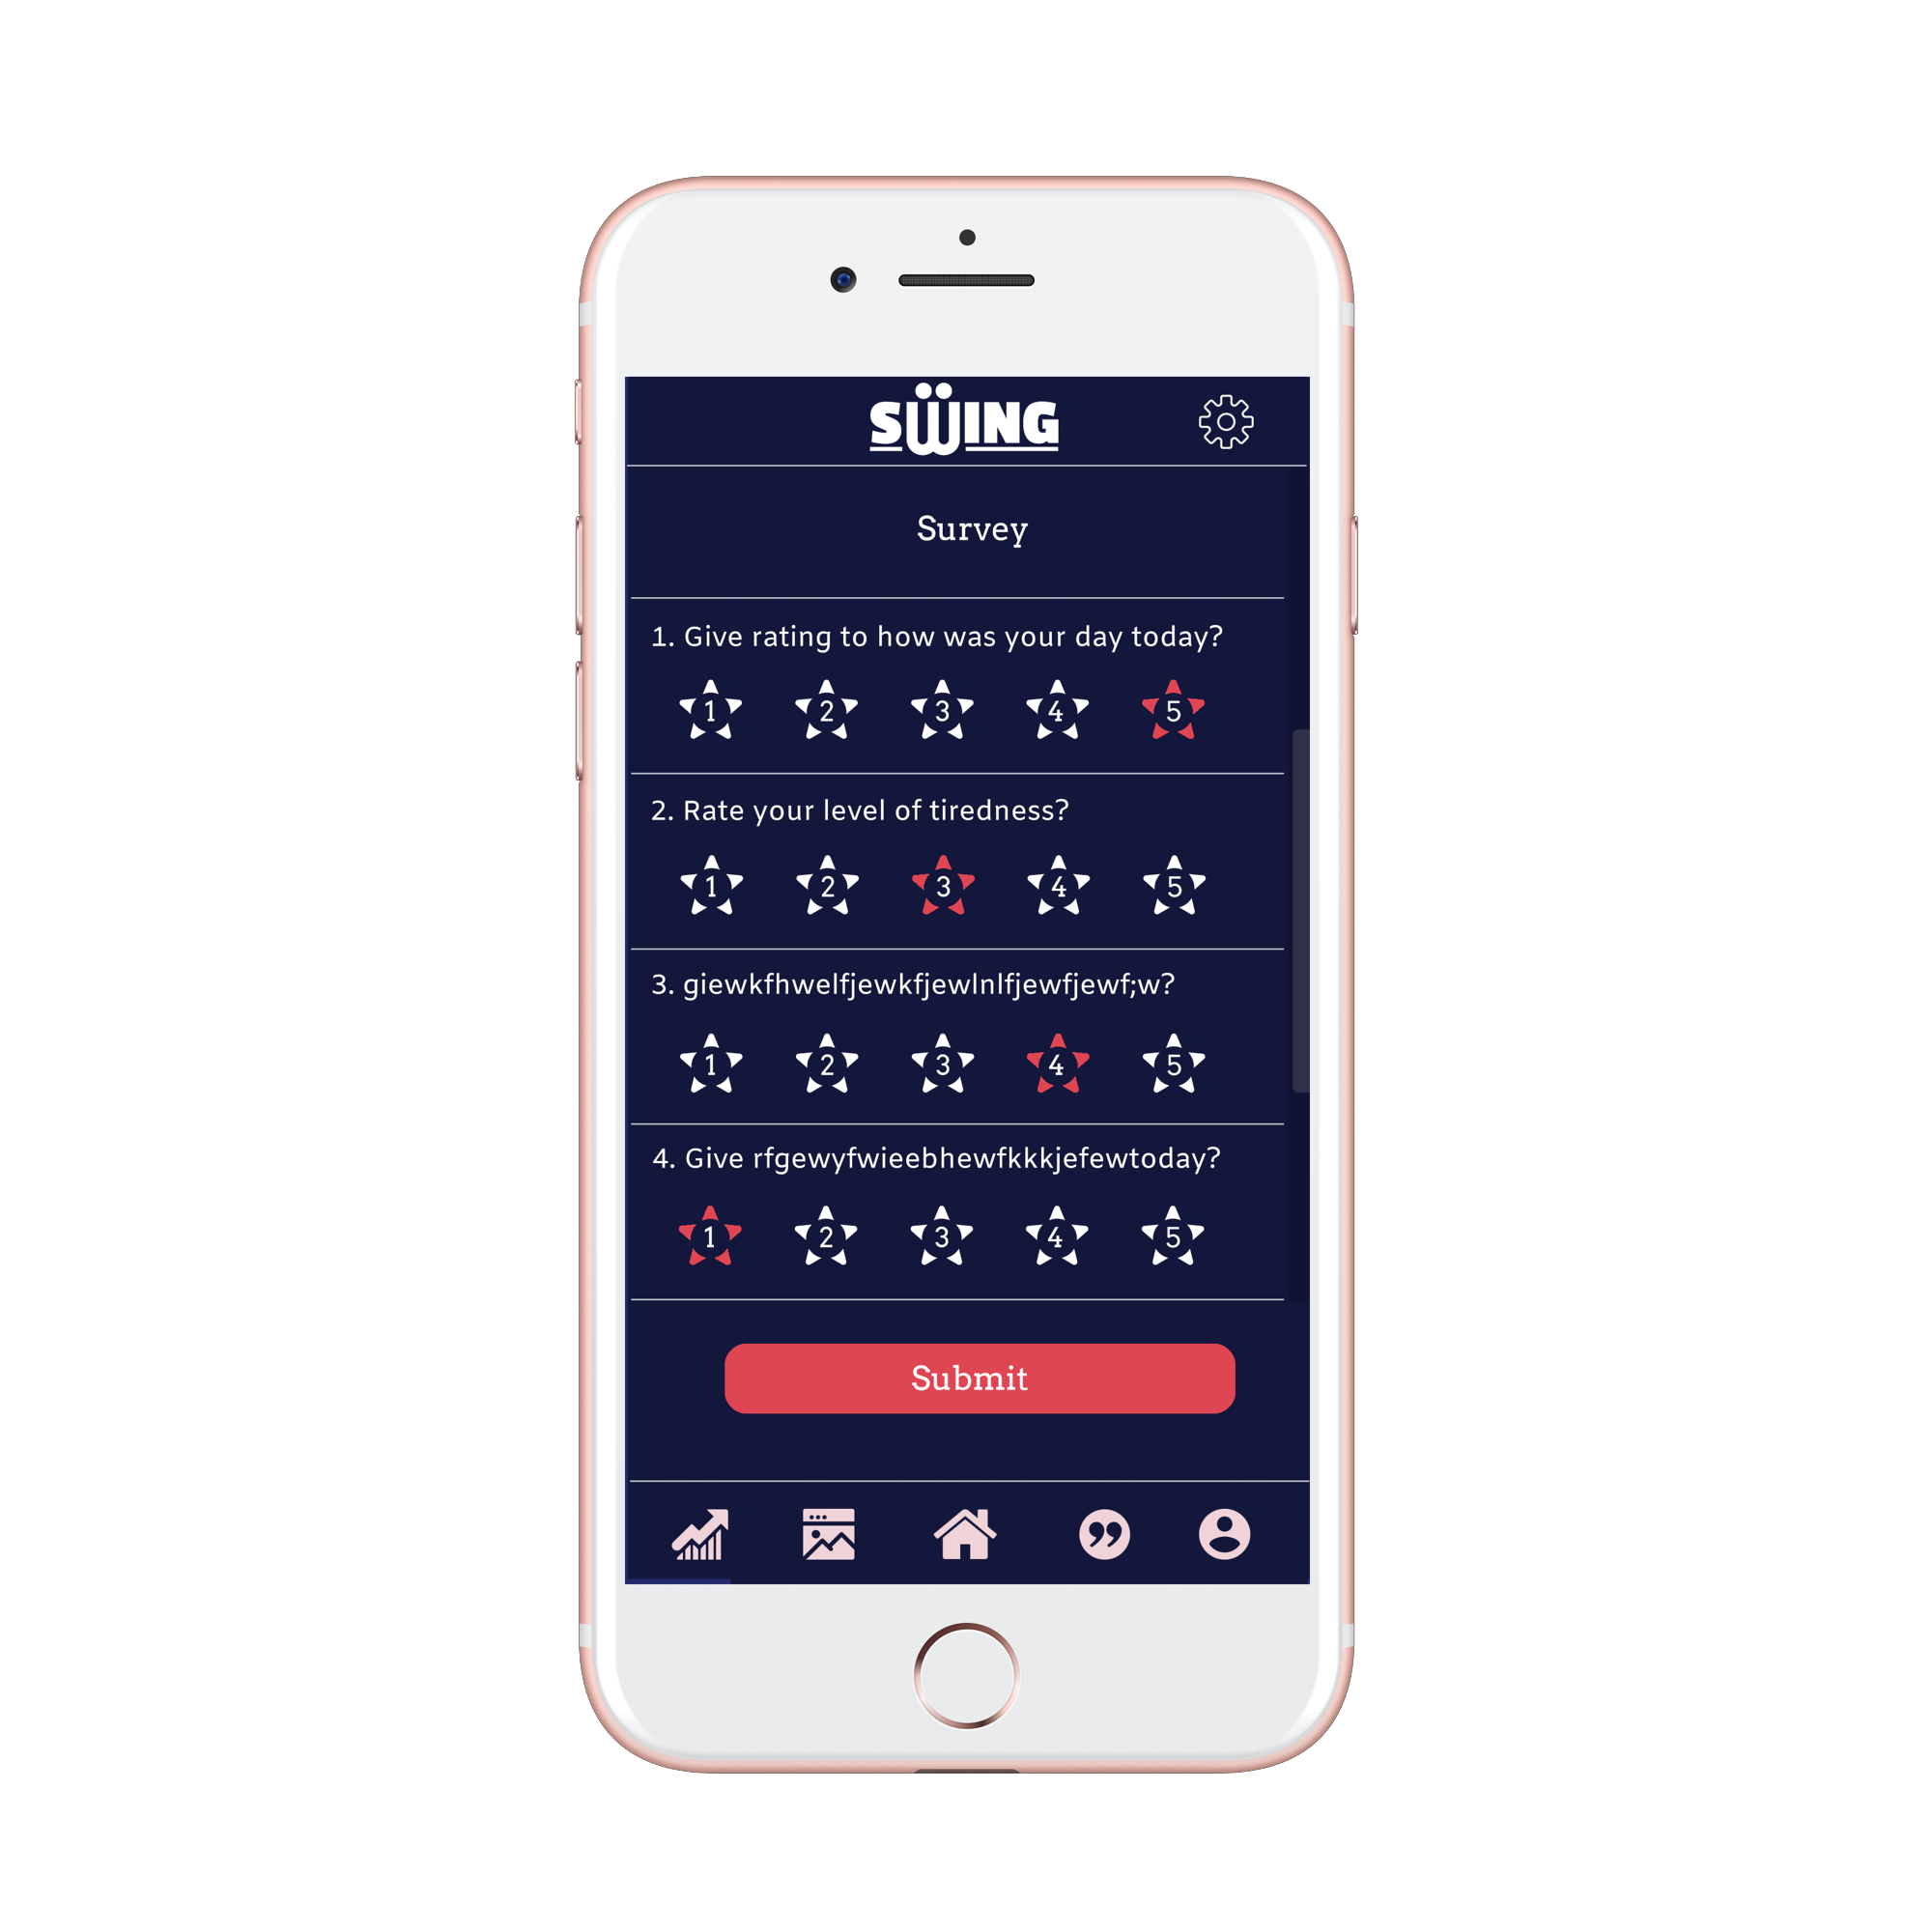 SWING
Survey
1. Give rating to how was your day today?
1 2 3 4 5
2. Rate your level of tiredness?
1 2 3 4 5
3. giewkfhwelfjewkfjewlnlfjewfjewf;w?
1 2 3 4 5
4. Give rfgewyfwieebhewfkkkjefewtoday?
1 2 3 4 5
Submit